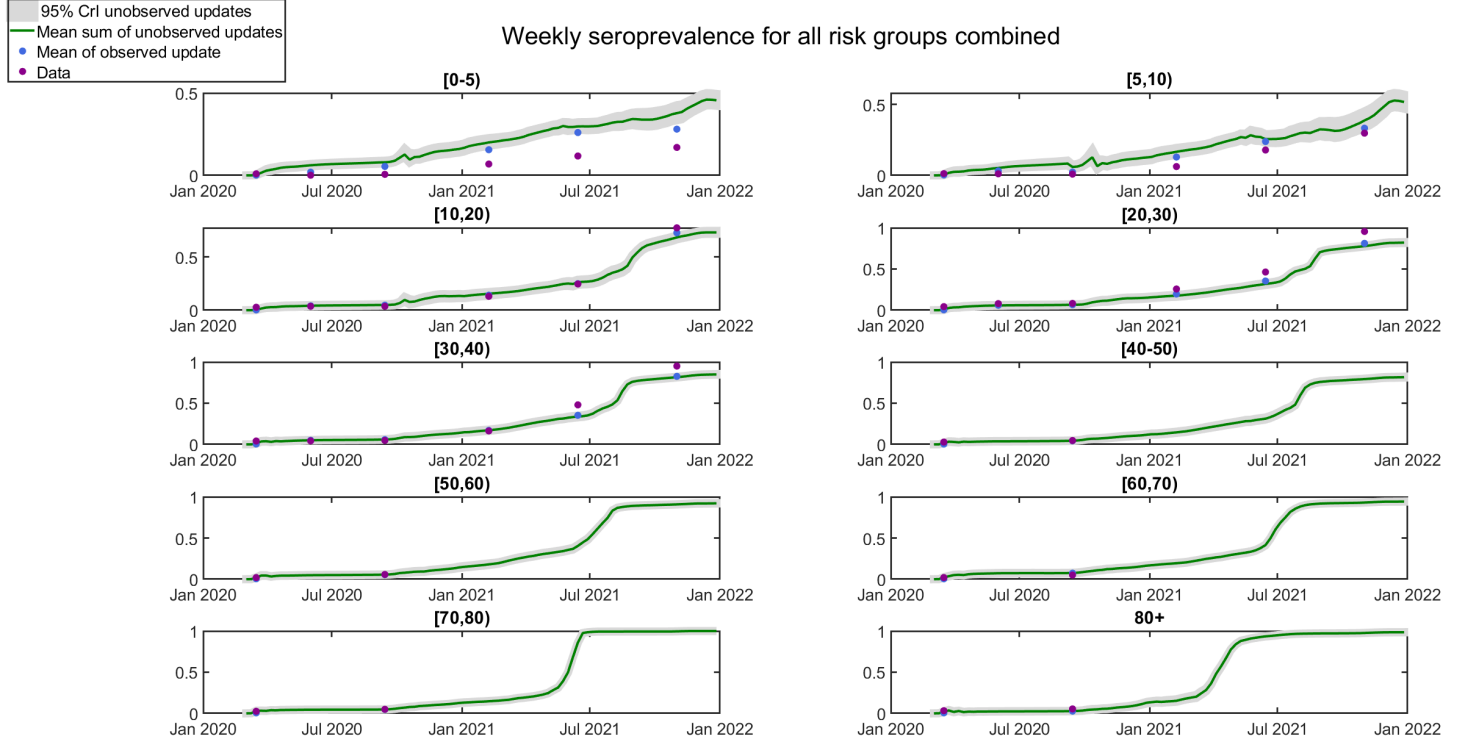 95% CrI unobserved updates
Mean sum of unobserved updates
Mean of observed update
Data
Weekly seroprevalence for all risk groups combined
[0-5)
0.5
0
Jan 2020 Jul 2020 Jan 2021 Jul 2021 Jan 2022
[5,10)
0.5
0
Jan 2020 Jul 2020 Jan 2021 Jul 2021 Jan 2022
[10,20)
0.5
0
Jan 2020 Jul 2020 Jan 2021 Jul 2021 Jan 2022
[20,30)
1
0.5
0
Jan 2020 Jul 2020 Jan 2021 Jul 2021 Jan 2022
[30,40)
1
0.5
0
Jan 2020 Jul 2020 Jan 2021 Jul 2021 Jan 2022
[40-50)
1
0.5
0
Jan 2020 Jul 2020 Jan 2021 Jul 2021 Jan 2022
[50,60)
1
0.5
0
Jan 2020 Jul 2020 Jan 2021 Jul 2021 Jan 2022
[60,70)
1
0.5
0
Jan 2020 Jul 2020 Jan 2021 Jul 2021 Jan 2022
[70,80)
1
0.5
0
Jan 2020 Jul 2020 Jan 2021 Jul 2021 Jan 2022
80+
1
0.5
0
Jan 2020 Jul 2020 Jan 2021 Jul 2021 Jan 2022